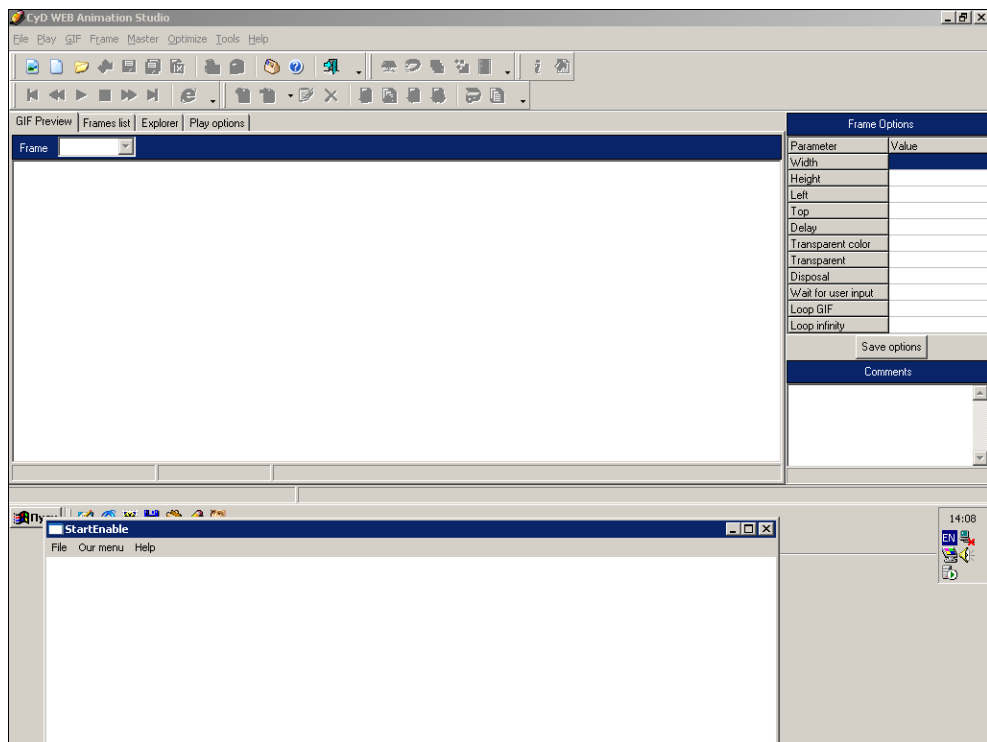 CyD WEB Animation Studio
File Play GIF Frame Master Optimize Tools Help
GIF Preview Frames list Explorer Play options
Frame
Frame Options
Parameter Value
Width
Height
Left
Top
Delay
Transparent color
Transparent
Disposal
Wait for user input
Loop GIF
Loop infinity
Save options
Comments
StartEnable
File Our menu Help
14:08
EN